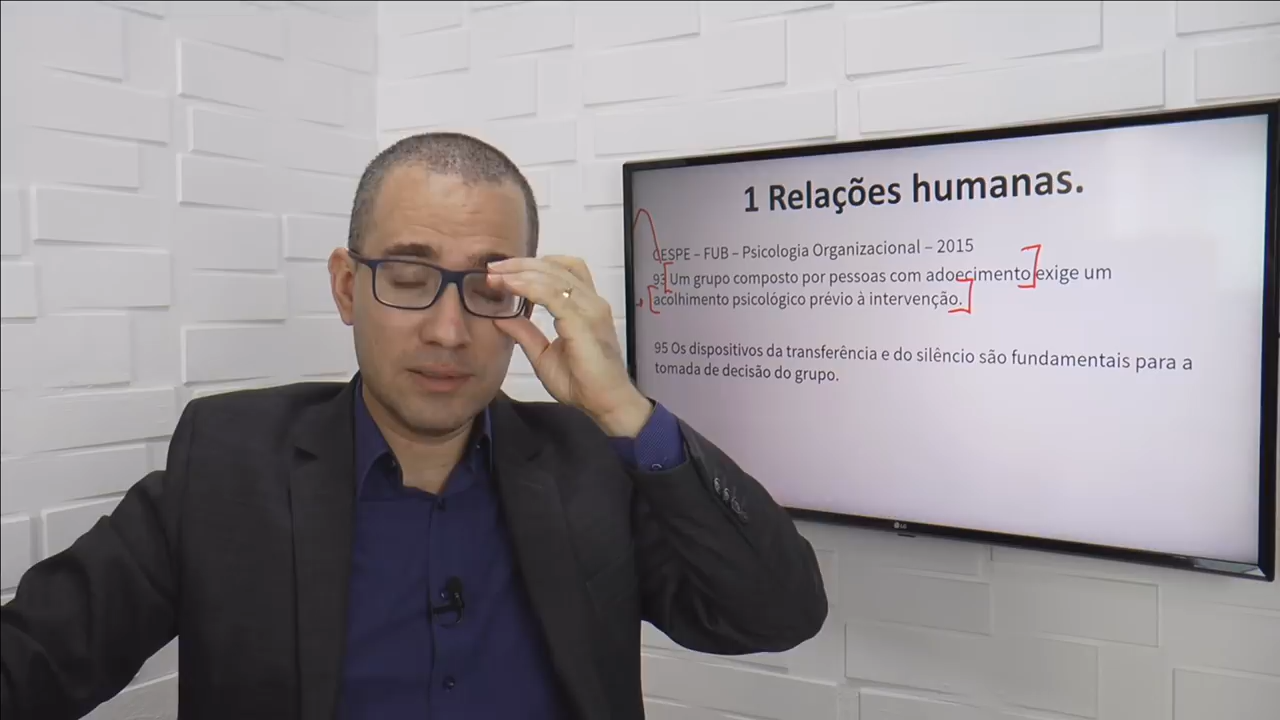 1 Relações humanas.
CESPE – FUB – Psicologia Organizacional – 2015
93 Um grupo composto por pessoas com adoecimento exige um
acolhimento psicológico prévio à intervenção.
95 Os dispositivos da transferência e do silêncio são fundamentais para a
tomada de decisão do grupo.
LG